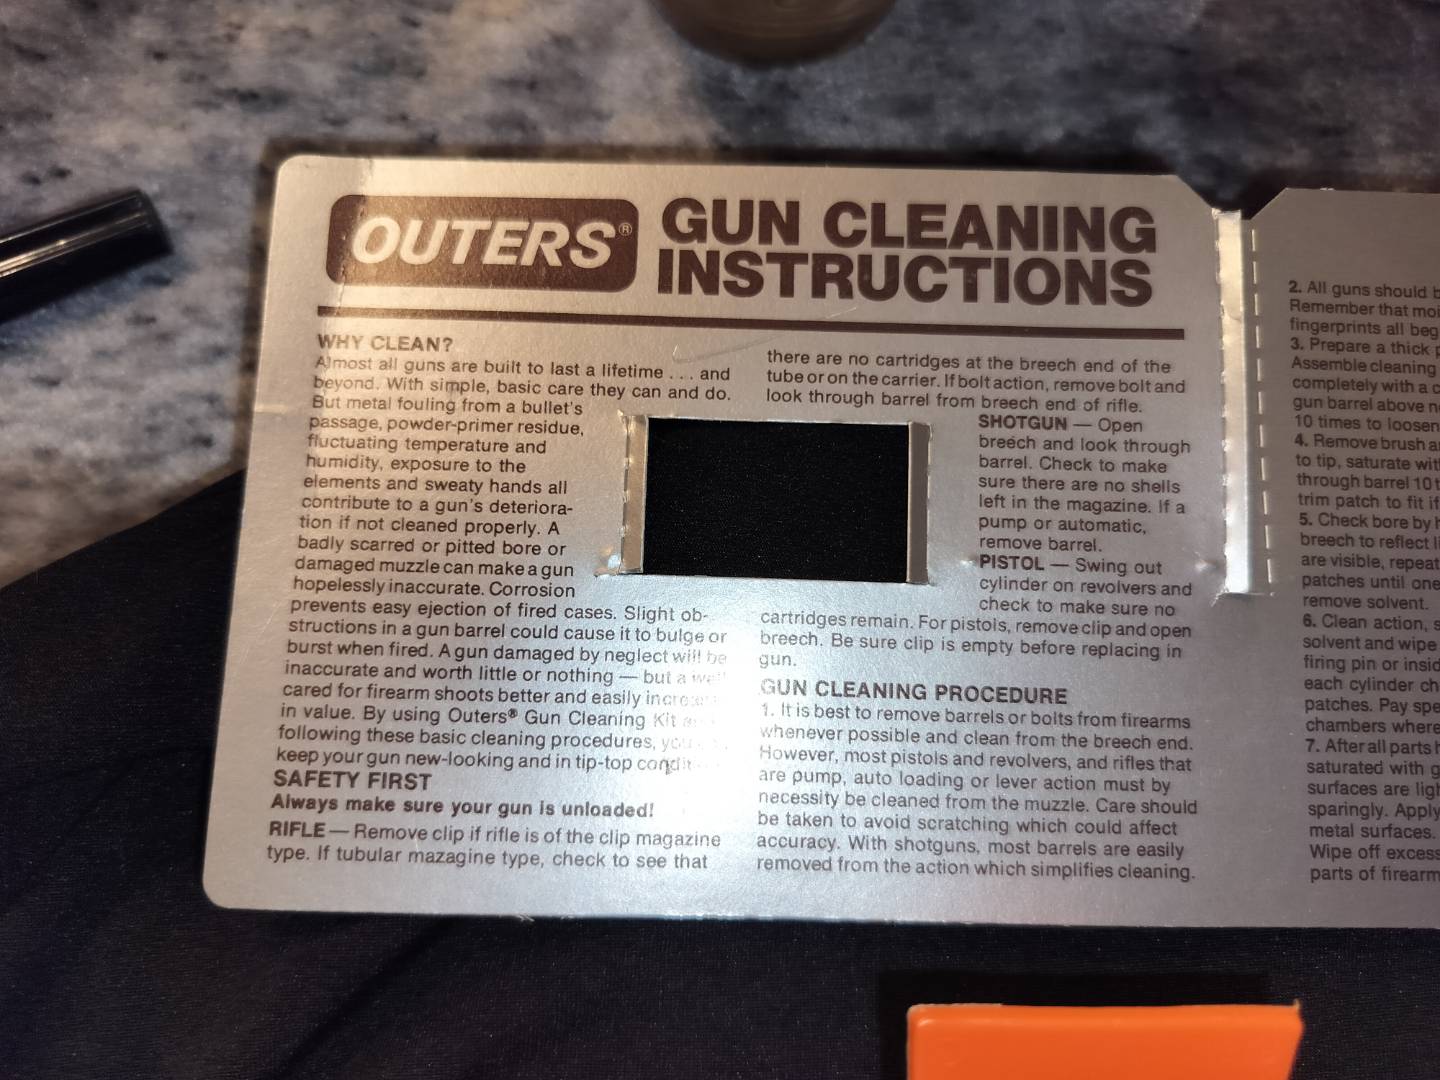 OUTERS®
GUN CLEANING
INSTRUCTIONS
WHY CLEAN?
Almost all guns are built to last a lifetime . . . and
beyond. With simple, basic care they can and do.
But metal fouling from a bullet's
passage, powder-primer residue,
fluctuating temperature and
humidity, exposure to the
elements and sweaty hands all
contribute to a gun's deteriora-
tion if not cleaned properly. A
badly scarred or pitted bore or
damaged muzzle can make a gun
hopelessly inaccurate. Corrosion
prevents easy ejection of fired cases. Slight ob-
structions in a gun barrel could cause it to bulge or
burst when fired. A gun damaged by neglect will be
inaccurate and worth little or nothing — but a
cared for firearm shoots better and easily
in value. By using Outers® Gun Cleaning Kit
following these basic cleaning procedures,
keep your gun new-looking and in tip-top
SAFETY FIRST
Always make sure your gun is unloaded!
RIFLE — Remove clip if rifle is of the clip magazine
type. If tubular mazagine type, check to see that
there are no cartridges at the breech end of the
tube or on the carrier. If bolt action, remove bolt and
look through barrel from breech end of rifle.
SHOTGUN — Open
breech and look through
barrel. Check to make
sure there are no shells
left in the magazine. If a
pump or automatic,
remove barrel.
PISTOL — Swing out
cylinder on revolvers and
check to make sure no
cartridges remain. For pistols, remove clip and open
breech. Be sure clip is empty before replacing in
gun.
GUN CLEANING PROCEDURE
1. It is best to remove barrels or bolts from firearms
whenever possible and clean from the breech end.
However, most pistols and revolvers, and rifles that
are pump, auto loading or lever action must by
necessity be cleaned from the muzzle. Care should
be taken to avoid scratching which could affect
accuracy. With shotguns, most barrels are easily
removed from the action which simplifies cleaning.
2. All guns should
Remember that
fingerprints all
3. Prepare a thick
Assemble cleaning
completely with a
gun barrel above
10 times to loosen
4. Remove brush
to tip, saturate
through barrel 10
trim patch to fit if
5. Check bore by
breech to reflect
are visible, repeat
patches until one
remove solvent.
6. Clean action,
solvent and wipe
firing pin or
each cylinder
patches. Pay
chambers where
7. After all parts
saturated with
surfaces are
sparingly. Apply
metal surfaces.
Wipe off excess
parts of